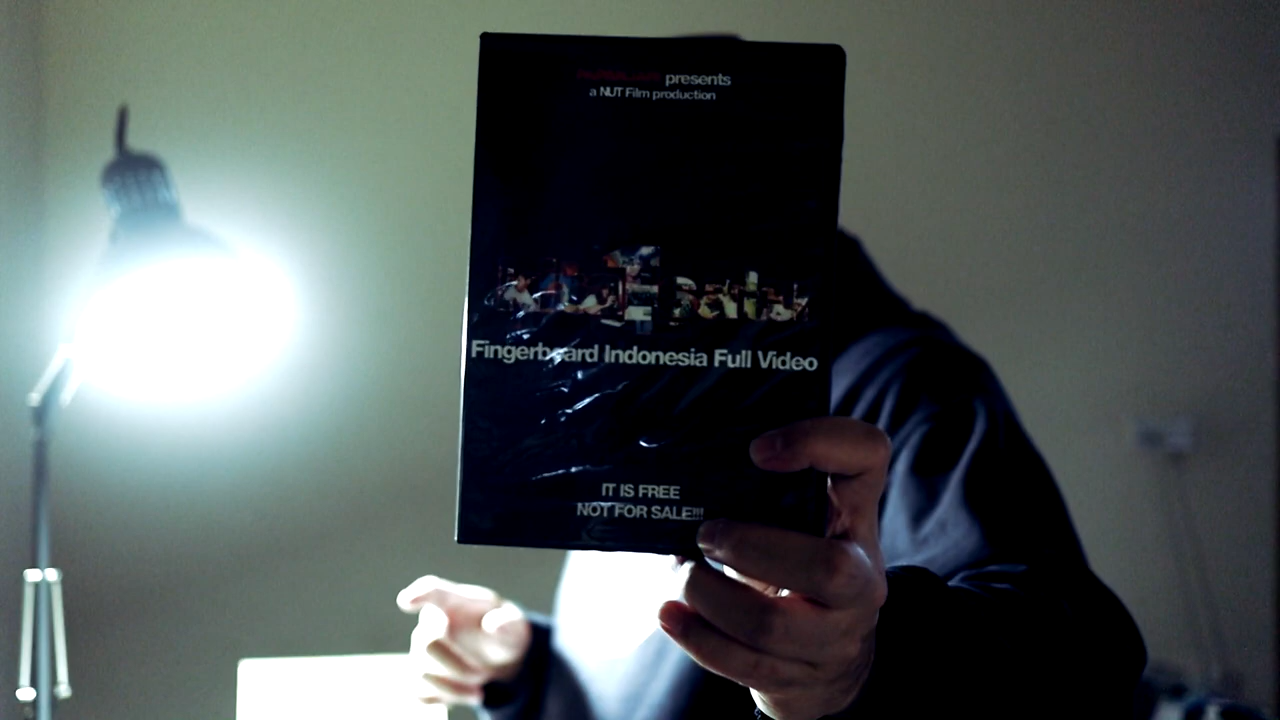 presents
a NUT Film production
Fingerboard Indonesia Full Video
IT IS FREE
NOT FOR SALE!!!